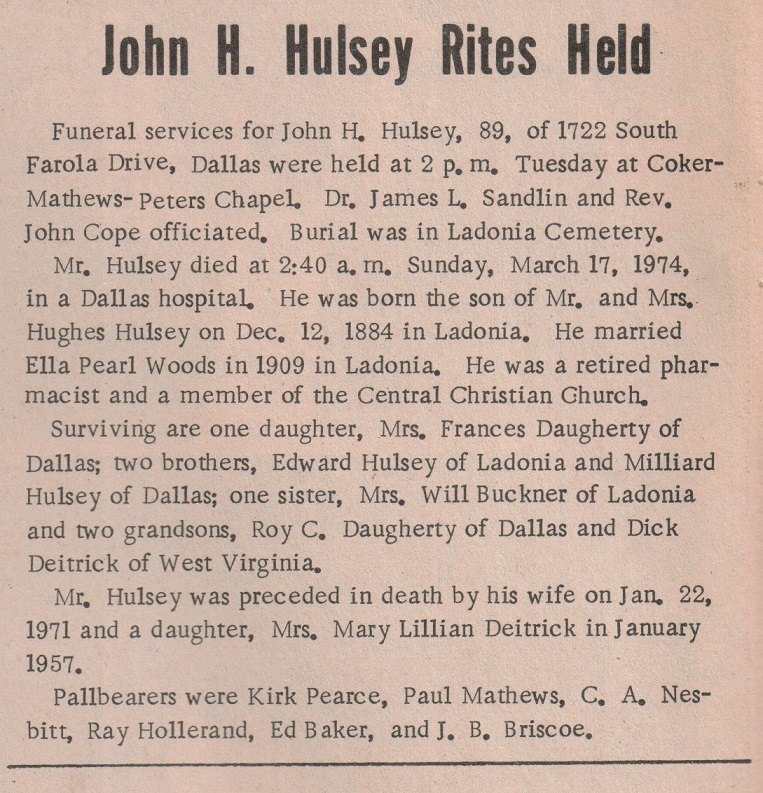 John H. Hulsey Rites Held
Funeral services for John H. Hulsey, 89, of 1722 South
Farola Drive, Dallas were held at 2 p.m. Tuesday at Coker-
Mathews-Peters Chapel. Dr. James L. Sandlin and Rev.
John Cope officiated. Burial was in Ladonia Cemetery.
Mr. Hulsey died at 2:40 a.m. Sunday, March 17, 1974,
in a Dallas hospital. He was born the son of Mr. and Mrs.
Hughes Hulsey on Dec. 12, 1884 in Ladonia. He married
Ella Pearl Woods in 1909 in Ladonia. He was a retired phar-
macist and a member of the Central Christian Ghurch.
Surviving are one daughter, Mrs. Frances Daugherty of
Dallas; two brothers, Edward Hulsey of Ladonia and Milliard
Hulsey of Dallas; one sister, Mrs. Will Buckner of Ladonia
and two grandsons, Roy C. Daugherty of Dallas and Dick
Deitrick of West Virginia.
Mr. Hulsey was preceded in death by his wife on Jan. 22,
1971 and a daughter, Mrs. Mary Lillian Deitrick in January
1957.
Pallbearers were Kirk Pearce, Paul Mathews, C. A. Nes-
bitt, Ray Hollerand, Ed Baker, and J. B. Briscoe.